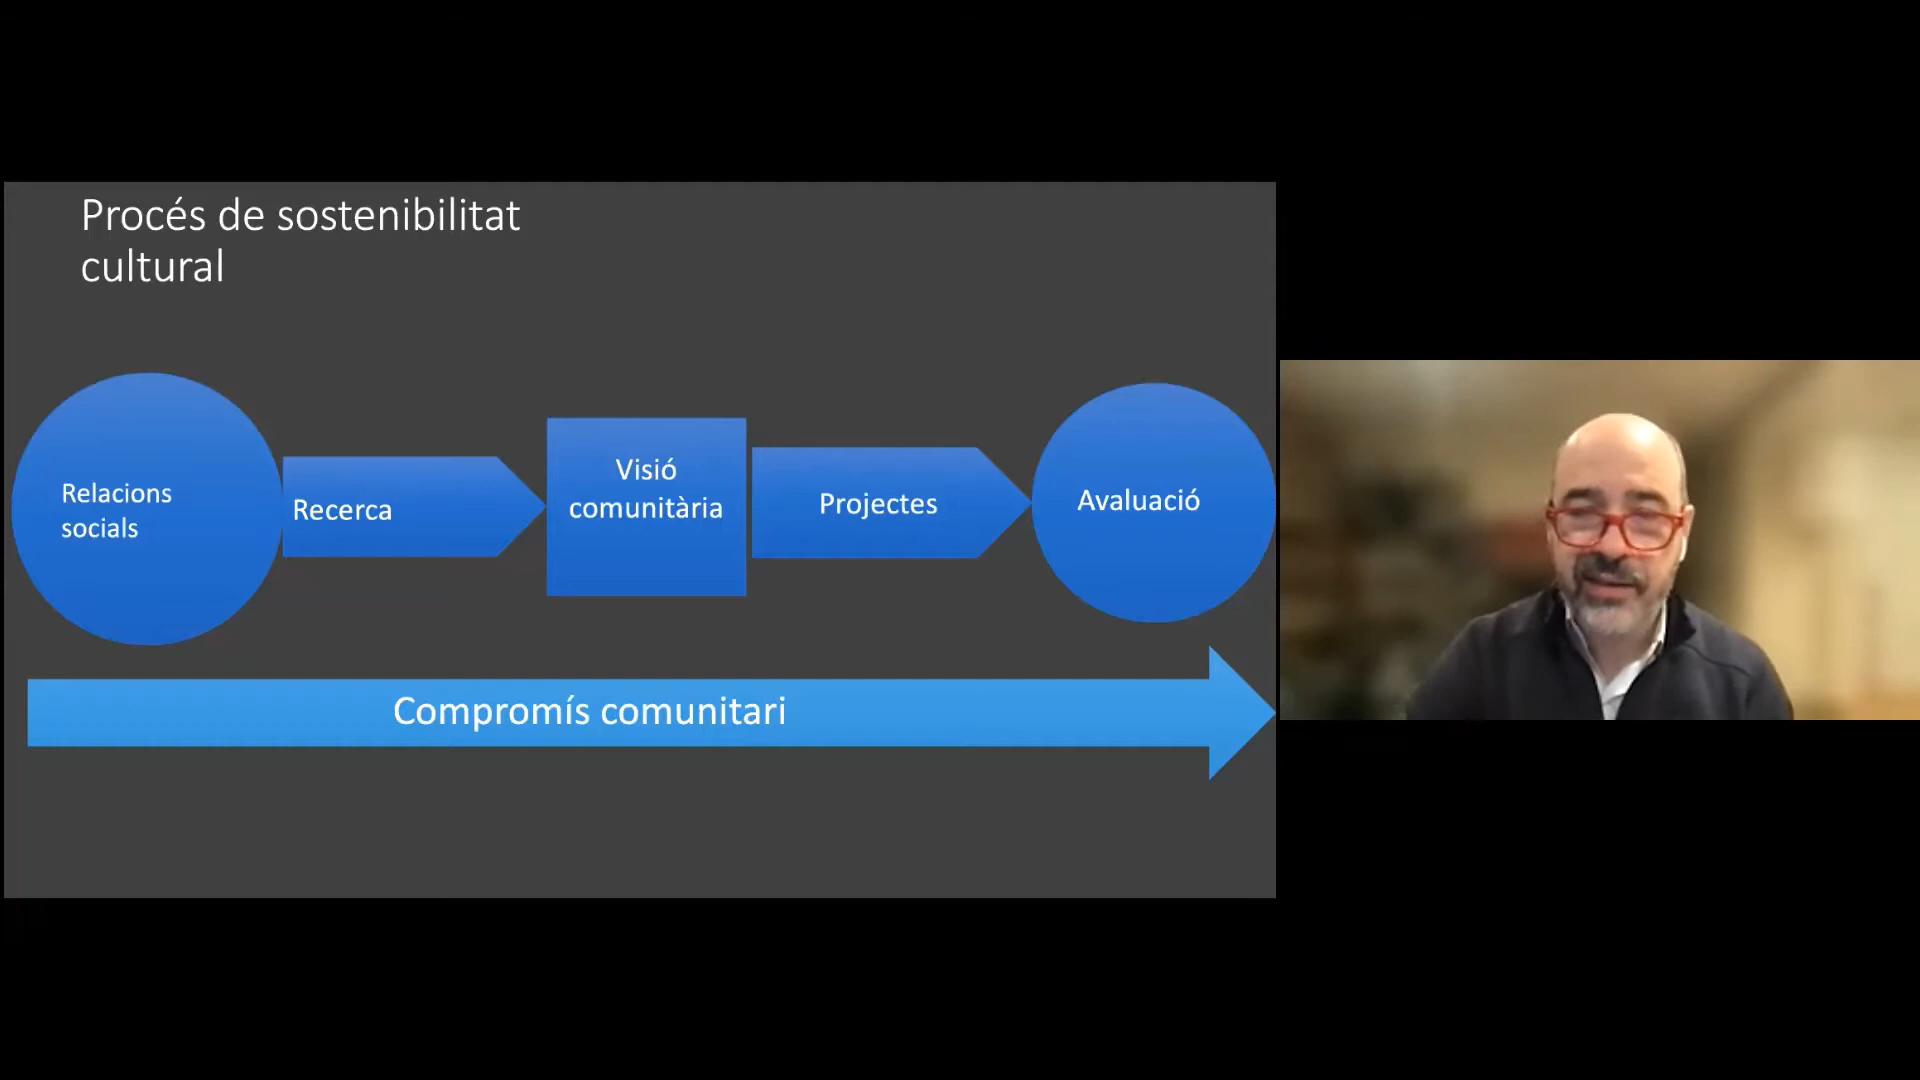 Procés de sostenibilitat
cultural
Relacions
socials
Recerca
Visió
comunitària
Projectes
Avaluació
Compromís comunitari